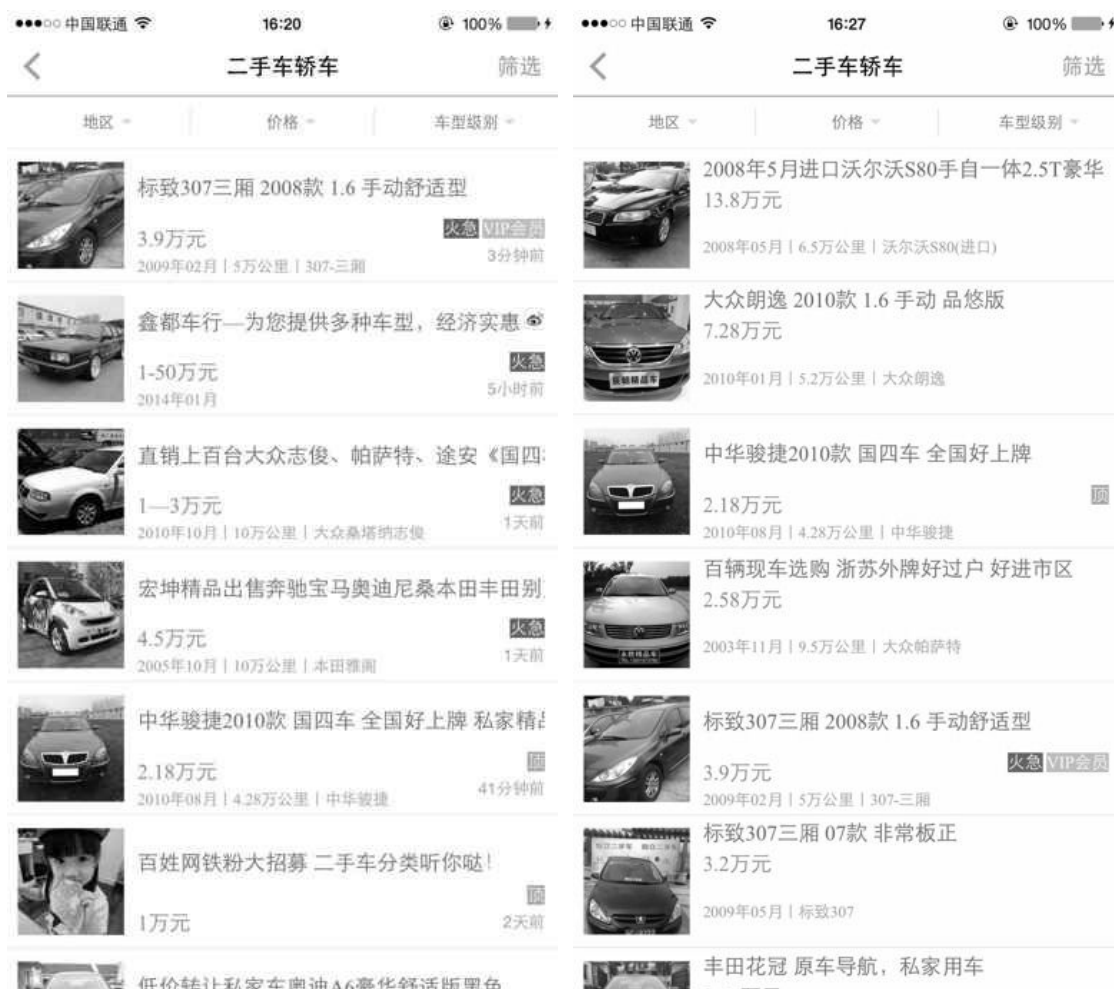 中国联通 16:20 100%
二手车轿车 筛选
地区 价格 车型级别
标致307三厢 2008款 1.6 手动舒适型
火急 VIP会员
3.9万元
3分钟前
2009年02月 | 5万公里 | 307-三厢
鑫都车行—为您提供多种车型，经济实惠
火急
1-50万元
5小时前
2014年01月
直销上百台大众志俊、帕萨特、途安《国四
火急
1—3万元
1天前
2010年10月 | 10万公里 | 大众桑塔纳志俊
宏坤精品出售奔驰宝马奥迪尼桑本田丰田别
火急
4.5万元
1天前
2005年10月 | 10万公里 | 本田雅阁
中华骏捷2010款 国四车 全国好上牌 私家精品
顶
2.18万元
41分钟前
2010年08月 | 4.28万公里 | 中华骏捷
百姓网铁粉大招募 二手车分类听你哒！
顶
1万元
2天前
低价转让私家车奥迪A6豪华舒适版黑色
中国联通 16:27 100%
二手车轿车 筛选
地区 价格 车型级别
2008年5月进口沃尔沃S80手自一体2.5T豪华
13.8万元
2008年05月 | 6.5万公里 | 沃尔沃S80(进口)
大众朗逸 2010款 1.6 手动 品悠版
7.28万元
2010年01月 | 5.2万公里 | 大众朗逸
中华骏捷2010款 国四车 全国好上牌
顶
2.18万元
2010年08月 | 4.28万公里 | 中华骏捷
百辆现车选购 浙苏外牌好过户 好进市区
2.58万元
2003年11月 | 9.5万公里 | 大众帕萨特
标致307三厢 2008款 1.6 手动舒适型
火急 VIP会员
3.9万元
2009年02月 | 5万公里 | 307-三厢
标致307三厢 07款 非常板正
3.2万元
2009年05月 | 标致307
丰田花冠 原车导航，私家用车